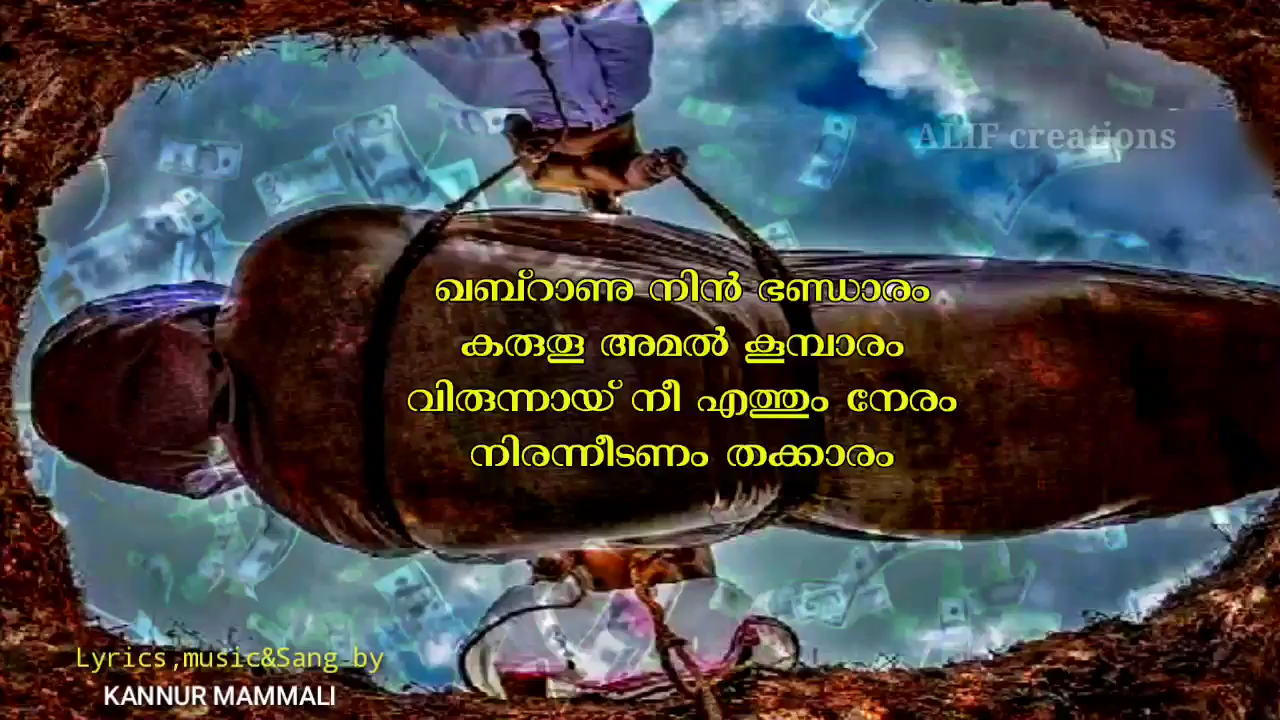 ALIF creations
ഖബ്റാണു നിൻ ഭണ്ഡാരം
കരുതൂ അമൽ കൂമ്പാരം
വിരുന്നായ് നീ എത്തും നേരം
നിരന്നീടണം തക്കാരം
Lyrics,music&Sang by
KANNUR MAMMALI